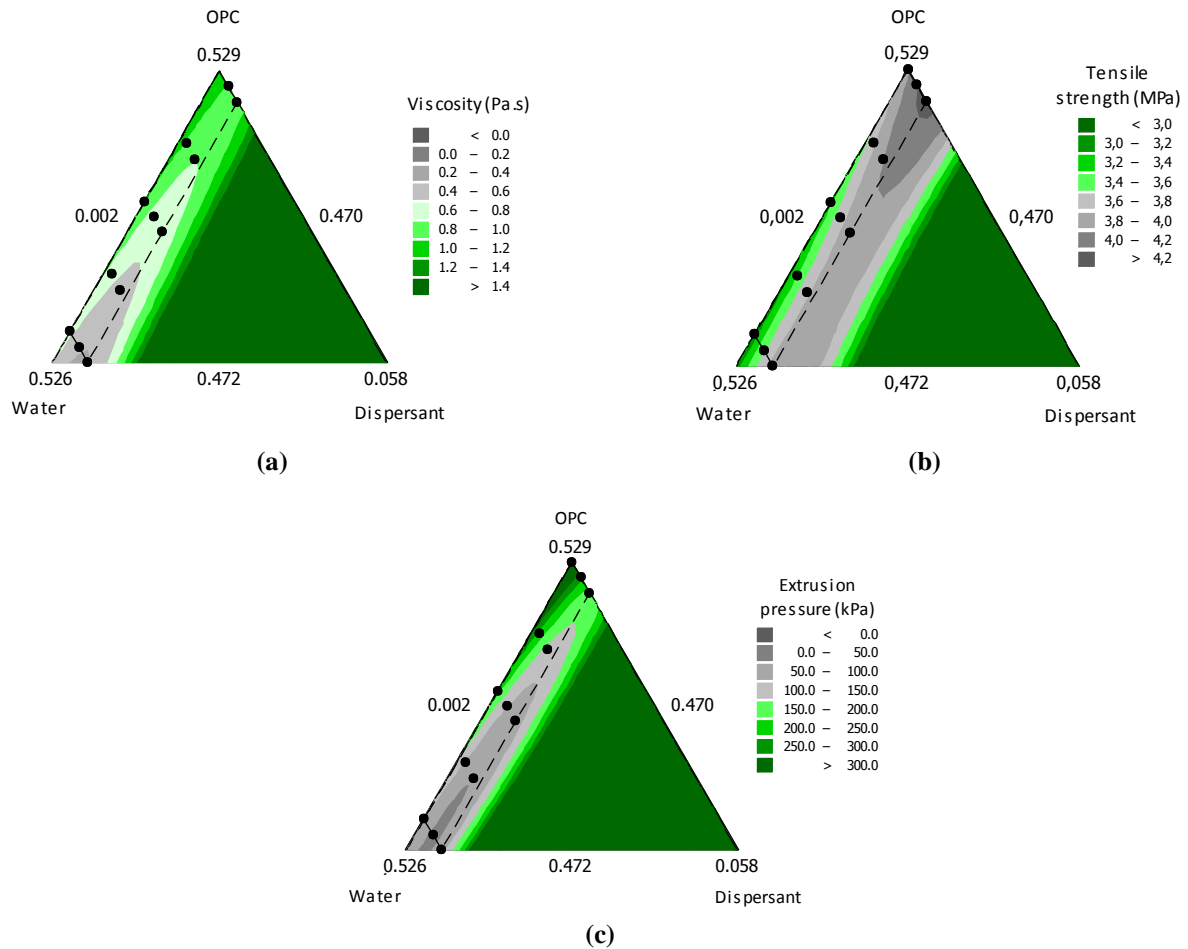 OPC
0.529
Viscosity (Pa.s)
< 0.0
0.0 – 0.2
0.2 – 0.4
0.4 – 0.6
0.6 – 0.8
0.8 – 1.0
1.0 – 1.2
1.2 – 1.4
> 1.4
0.002
0.470
0.526
0.472
0.058
Water
Dispersant
(a)
OPC
0,529
Tensile
strength (MPa)
< 3,0
3,0 – 3,2
3,2 – 3,4
3,4 – 3,6
3,6 – 3,8
3,8 – 4,0
4,0 – 4,2
> 4,2
0,002
0,470
0,526
0,472
0,058
Water
Dispersant
(b)
OPC
0.529
Extrusion
pressure (kPa)
< 0.0
0.0 – 50.0
50.0 – 100.0
100.0 – 150.0
150.0 – 200.0
200.0 – 250.0
250.0 – 300.0
> 300.0
0.002
0.470
0.526
0.472
0.058
Water
Dispersant
(c)